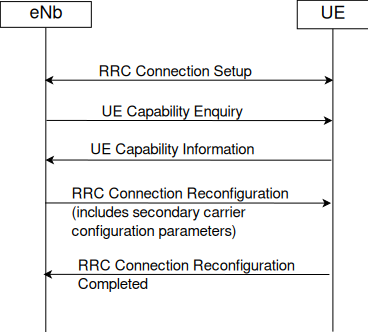 eNb
UE
RRC Connection Setup
UE Capability Enquiry
UE Capability Information
RRC Connection Reconfiguration
(includes secondary carrier
configuration parameters)
RRC Connection Reconfiguration
Completed